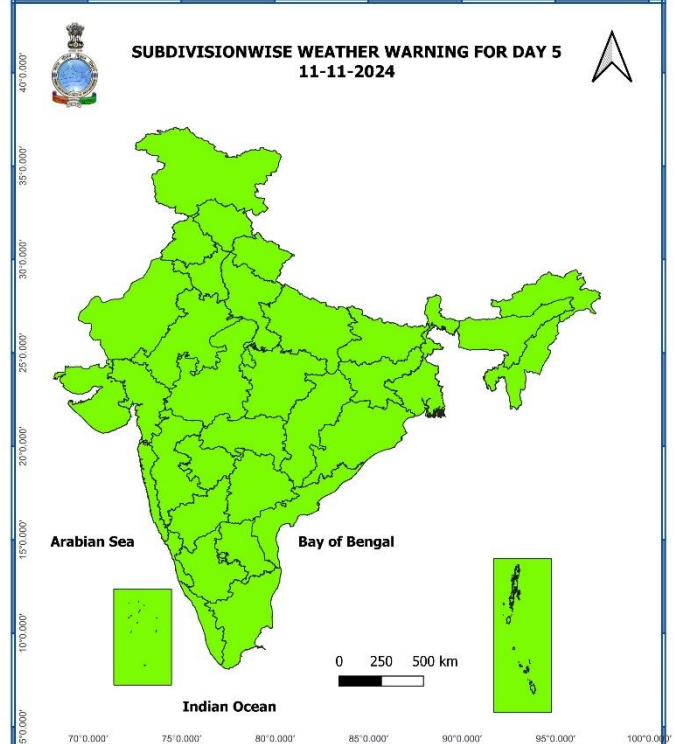 SUBDIVISIONWISE WEATHER WARNING FOR DAY 5
11-11-2024
40°0.000'
35°0.000'
30°0.000'
25°0.000'
20°0.000'
15°0.000'
10°0.000'
5°0.000'
Arabian Sea
Bay of Bengal
0 250 500 km
Indian Ocean
70°0.000' 75°0.000' 80°0.000' 85°0.000' 90°0.000' 95°0.000' 100°0.000'